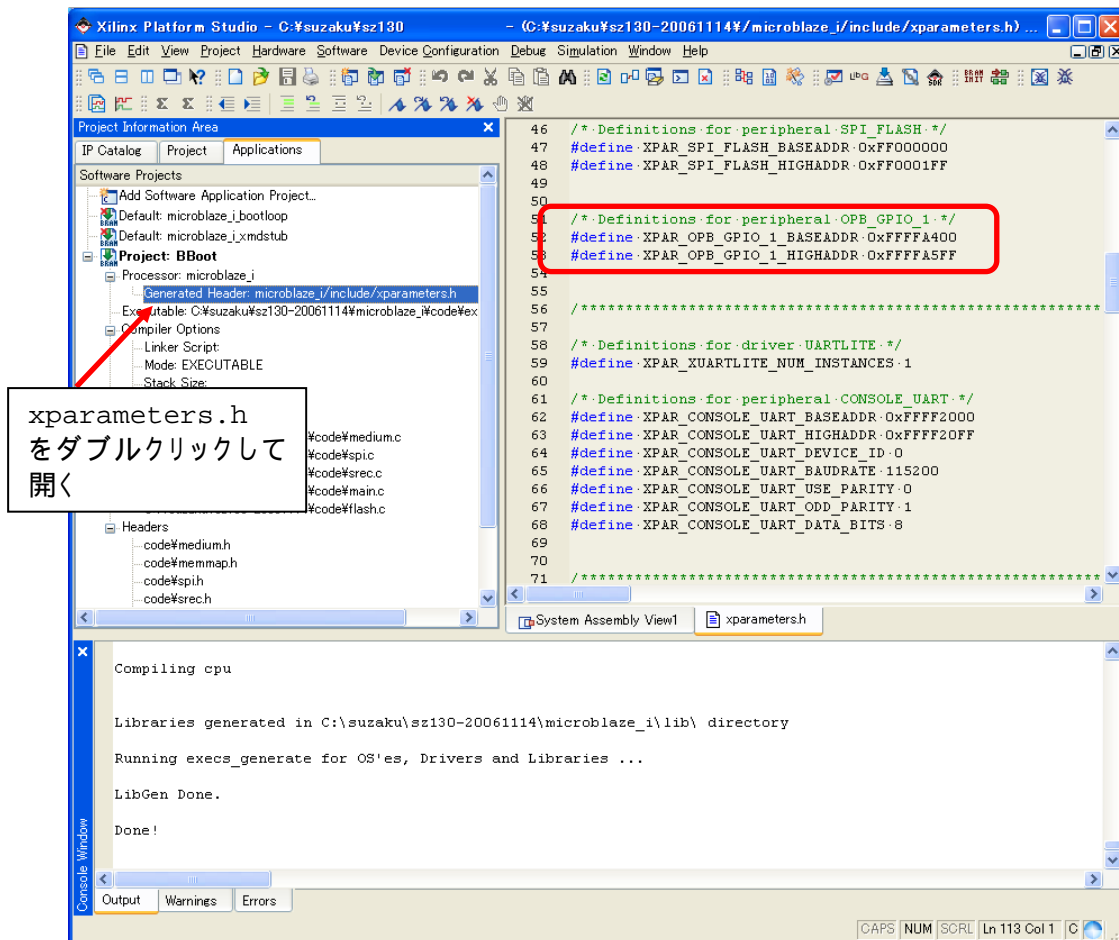 Xilinx Platform Studio - C:¥suzaku¥sz130 - (C:¥suzaku¥sz130-20061114¥/microblaze_i/include/xparameters.h) ...
File Edit View Project Hardware Software Device Configuration Debug Simulation Window Help
Project Information Area
IP Catalog Project Applications
Software Projects
Add Software Application Project...
Default: microblaze_i_bootloop
Default: microblaze_i_xmdstub
Project: BBoot
Processor: microblaze_i
Generated Header: microblaze_i/include/xparameters.h
Executable: C:¥suzaku¥sz130-20061114¥microblaze_i¥code¥ex
Compiler Options
Linker Script:
Mode: EXECUTABLE
Stack Size:
xparameters.h
をダブルクリックして
開く
¥code¥medium.c
¥code¥spi.c
¥code¥srec.c
¥code¥main.c
¥code¥flash.c
Headers
code¥medium.h
code¥memmap.h
code¥spi.h
code¥srec.h
46 /*·Definitions·for·peripheral·SPI_FLASH·*/
47 #define·XPAR_SPI_FLASH_BASEADDR·0xFF000000
48 #define·XPAR_SPI_FLASH_HIGHADDR·0xFF0001FF
49
50
51 /*·Definitions·for·peripheral·OPB_GPIO_1·*/
52 #define·XPAR_OPB_GPIO_1_BASEADDR·0xFFFFA400
53 #define·XPAR_OPB_GPIO_1_HIGHADDR·0xFFFFA5FF
54
55
56 /************************************************************
57
58 /*·Definitions·for·driver·UARTLITE·*/
59 #define·XPAR_XUARTLITE_NUM_INSTANCES·1
60
61 /*·Definitions·for·peripheral·CONSOLE_UART·*/
62 #define·XPAR_CONSOLE_UART_BASEADDR·0xFFFF2000
63 #define·XPAR_CONSOLE_UART_HIGHADDR·0xFFFF20FF
64 #define·XPAR_CONSOLE_UART_DEVICE_ID·0
65 #define·XPAR_CONSOLE_UART_BAUDRATE·115200
66 #define·XPAR_CONSOLE_UART_USE_PARITY·0
67 #define·XPAR_CONSOLE_UART_ODD_PARITY·1
68 #define·XPAR_CONSOLE_UART_DATA_BITS·8
69
70
71 /************************************************************
System Assembly View1 xparameters.h
Compiling cpu
Libraries generated in C:\suzaku\sz130-20061114\microblaze_i\lib\ directory
Running execs_generate for OS'es, Drivers and Libraries ...
LibGen Done.
Done!
Console Window
Output Warnings Errors
CAPS NUM SCRL Ln 113 Col 1 C